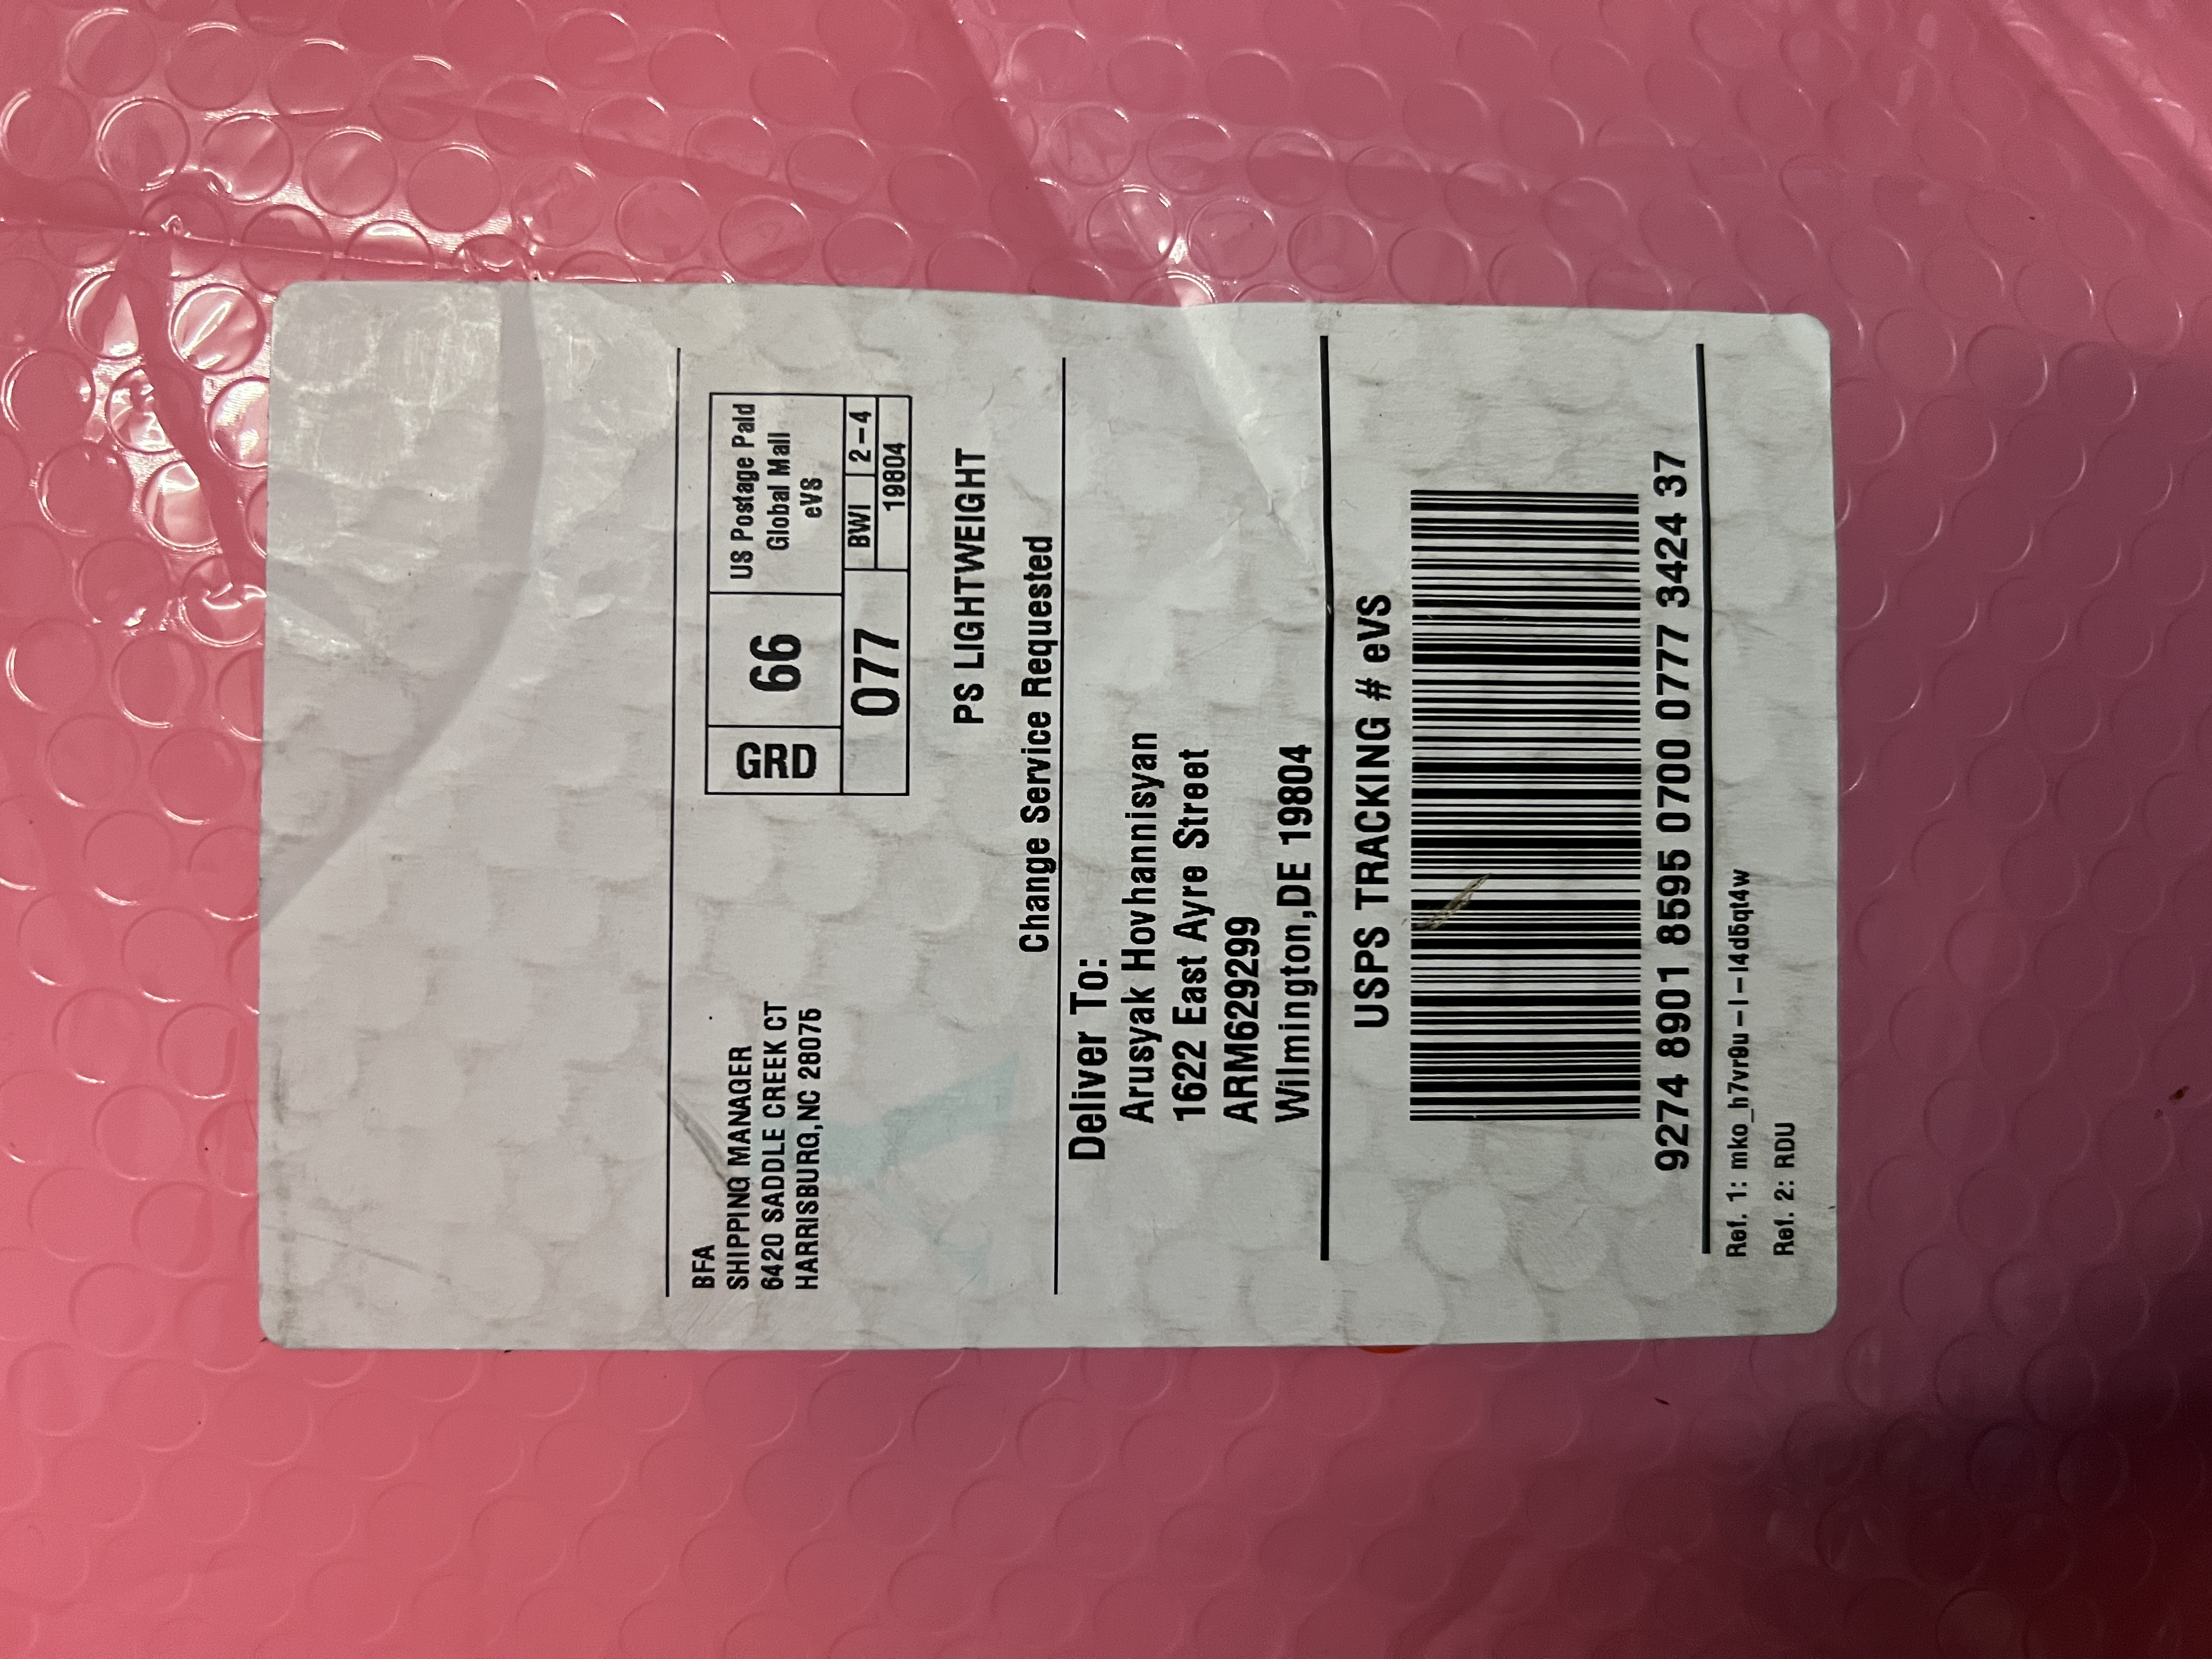 BFA
SHIPPING MANAGER
6420 SADDLE CREEK CT
HARRISBURG,NC 28075
GRD
66
US Postage Paid
Global Mail
eVS
077
BWI
2-4
19804
PS LIGHTWEIGHT
Change Service Requested
Deliver To:
Arusyak Hovhannisyan
1622 East Ayre Street
ARM629299
Wilmington,DE 19804
USPS TRACKING # eVS
9274 8901 8595 0700 0777 3424 37
Ref. 1:
Ref. 2: RDU